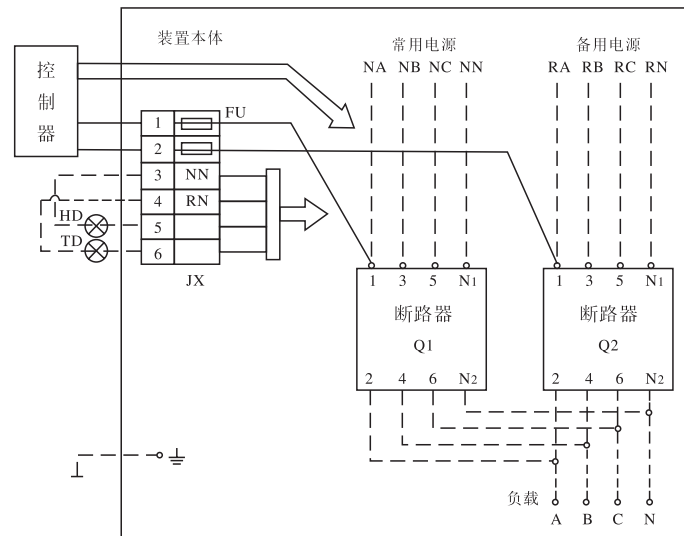 装置本体
常用电源
备用电源
NA NB NC NN
RA RB RC RN
控制器
FU
1
2
3 NN
4 RN
5
6
HD
TD
JX
1 3 5 N1
断路器
Q1
2 4 6 N2
1 3 5 N1
断路器
Q2
2 4 6 N2
负载
A B C N